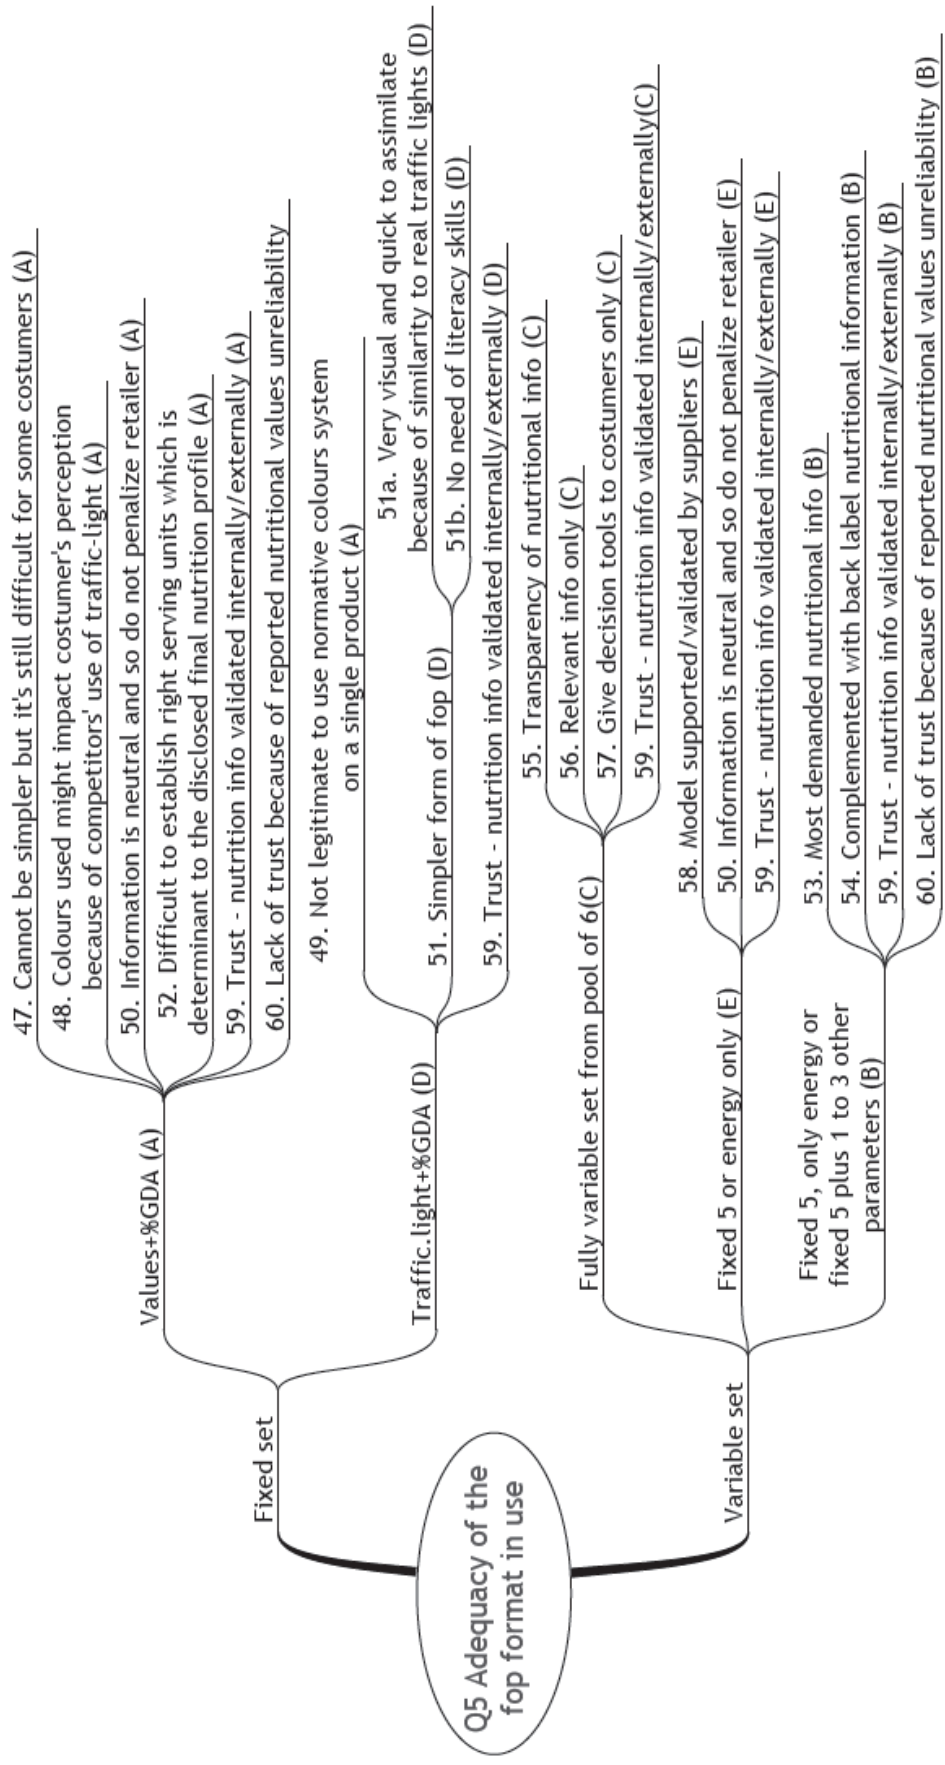 Q5 Adequacy of the
fop format in use
Fixed set
Values+%GDA (A)
47. Cannot be simpler but it's still difficult for some costumers (A)
48. Colours used might impact costumer's perception
because of competitors' use of traffic-light (A)
50. Information is neutral and so do not penalize retailer (A)
52. Difficult to establish right serving units which is
determinant to the disclosed final nutrition profile (A)
59. Trust - nutrition info validated internally/externally (A)
60. Lack of trust because of reported nutritional values unreliability
Traffic.light+%GDA (D)
49. Not legitimate to use normative colours system
on a single product (A)
51. Simpler form of fop (D)
51a. Very visual and quick to assimilate
because of similarity to real traffic lights (D)
51b. No need of literacy skills (D)
59. Trust - nutrition info validated internally/externally (D)
Variable set
Fully variable set from pool of 6(C)
55. Transparency of nutritional info (C)
56. Relevant info only (C)
57. Give decision tools to costumers only (C)
59. Trust - nutrition info validated internally/externally(C)
Fixed 5 or energy only (E)
58. Model supported/validated by suppliers (E)
50. Information is neutral and so do not penalize retailer (E)
59. Trust - nutrition info validated internally/externally (E)
Fixed 5, only energy or
fixed 5 plus 1 to 3 other
parameters (B)
53. Most demanded nutritional info (B)
54. Complemented with back label nutritional information (B)
59. Trust - nutrition info validated internally/externally (B)
60. Lack of trust because of reported nutritional values unreliability (B)